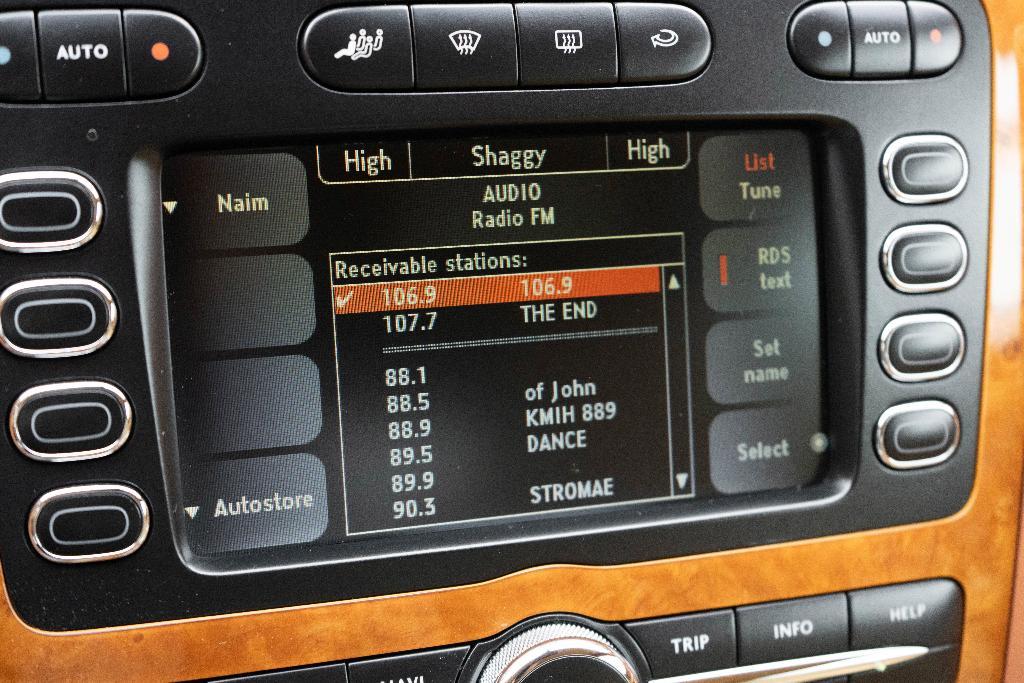 AUTO
AUTO
High Shaggy High
AUDIO
Radio FM
Naim
List
Tune
Receivable stations:
106.9 106.9
107.7 THE END
RDS
text
88.1
88.5 of John
88.9 KMIH 889
89.5 DANCE
89.9
90.3 STROMAE
Set
name
Select
Autostore
NAVI
TRIP
INFO
HELP